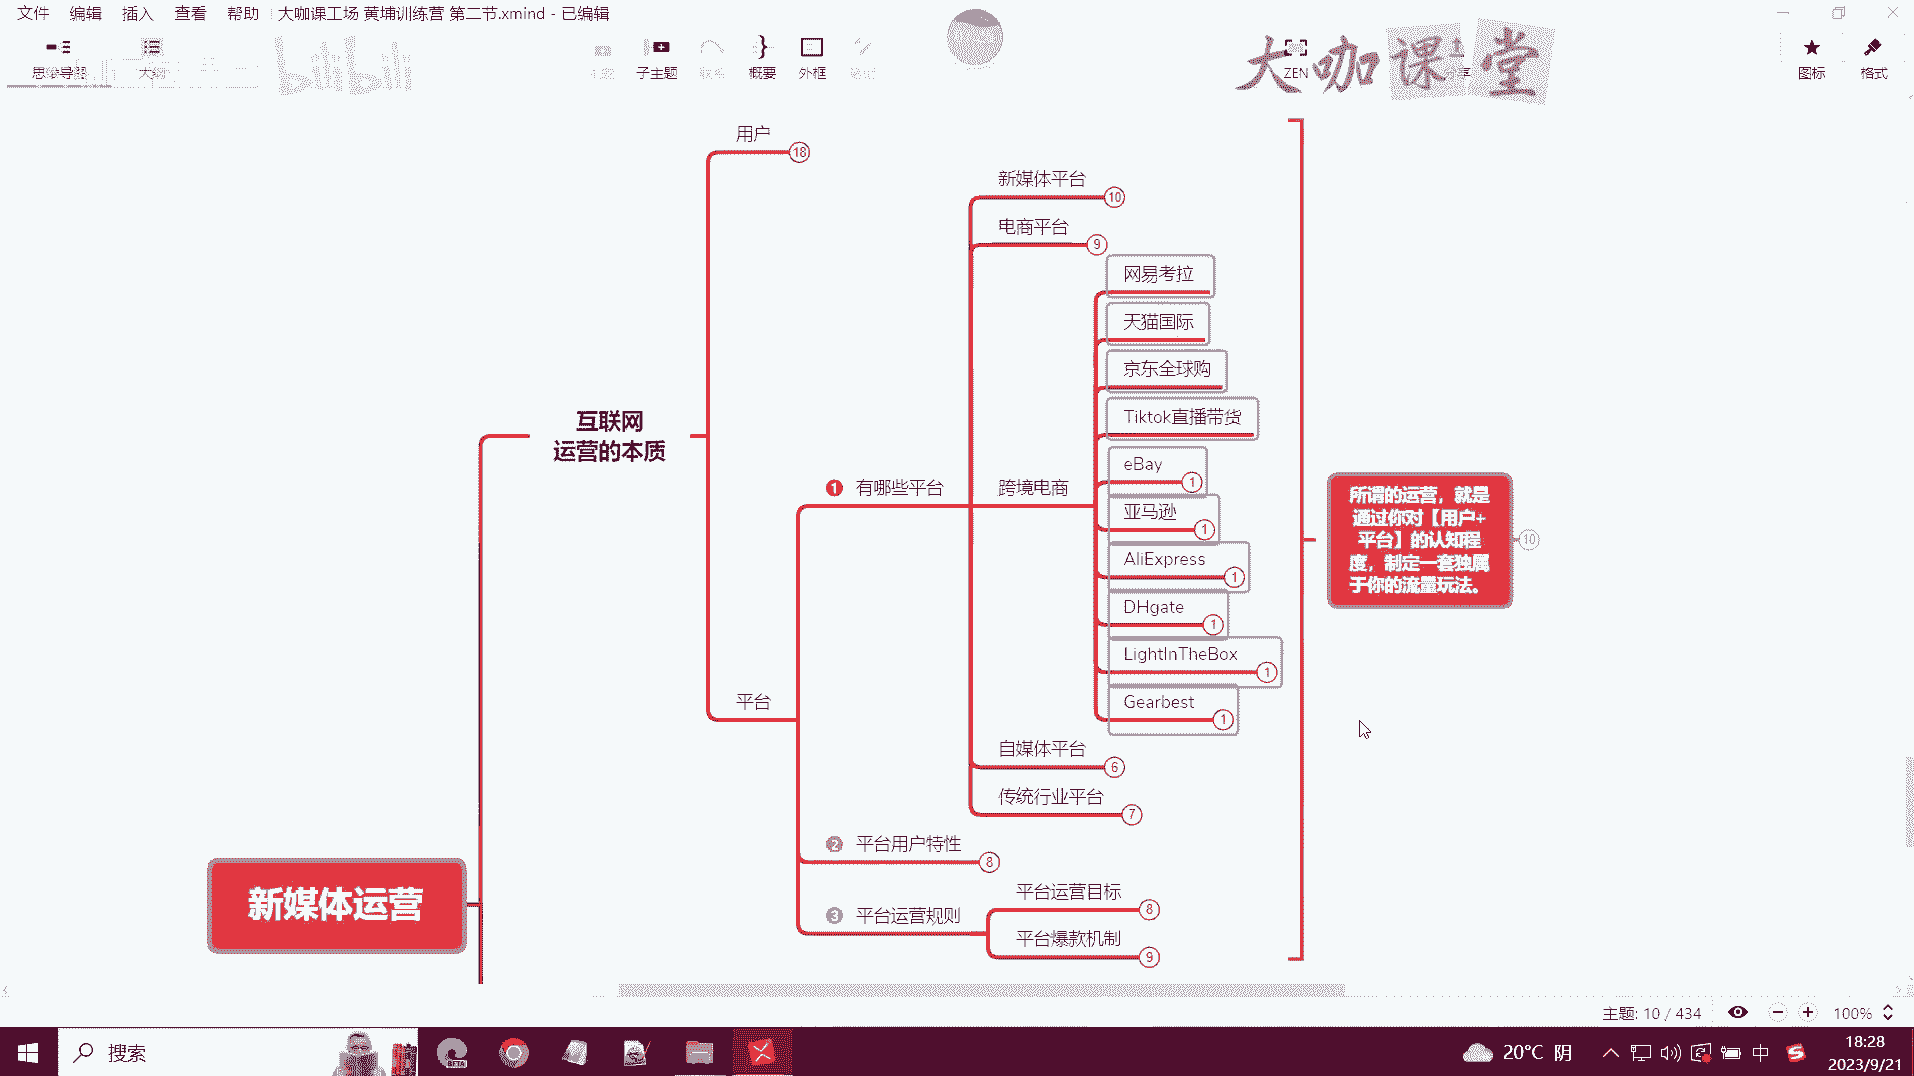 文件 编辑 插入 查看 帮助 大咖课工场 黄埔训练营 第二节.xmind - 已编辑
思维导图 大纲 子主题 联系 概要 外框 笔记 ZEN 分享 图标 格式
bilibili
大咖课堂
用户
18
新媒体平台
10
电商平台
9
网易考拉
天猫国际
京东全球购
Tiktok直播带货
互联网
运营的本质
eBay
1
1 有哪些平台
跨境电商
亚马逊
1
AliExpress
1
DHgate
1
LightInTheBox
1
Gearbest
1
所谓的运营，就是
通过你对【用户+
平台】的认知程
度，制定一套独属
于你的流量玩法。
10
平台
自媒体平台
6
传统行业平台
7
2 平台用户特性
8
平台运营目标
8
3 平台运营规则
平台爆款机制
9
新媒体运营
主题: 10 / 434
100%
搜索
BETA
20°C 阴
中
18:28
2023/9/21